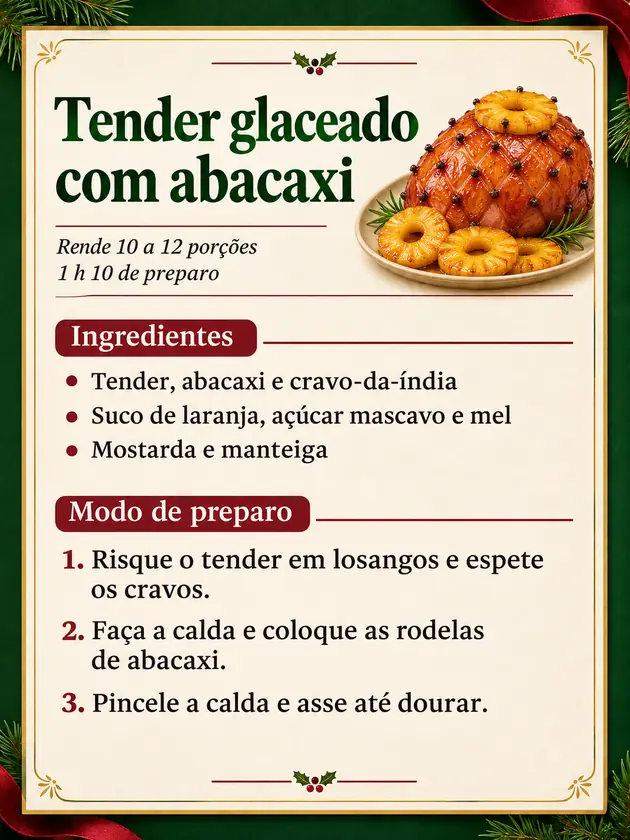 Tender glaceado
com abacaxi
Rende 10 a 12 porções
1 h 10 de preparo
Ingredientes
• Tender, abacaxi e cravo-da-índia
• Suco de laranja, açúcar mascavo e mel
• Mostarda e manteiga
Modo de preparo
1. Risque o tender em losangos e espete
os cravos.
2. Faça a calda e coloque as rodelas
de abacaxi.
3. Pincele a calda e asse até dourar.